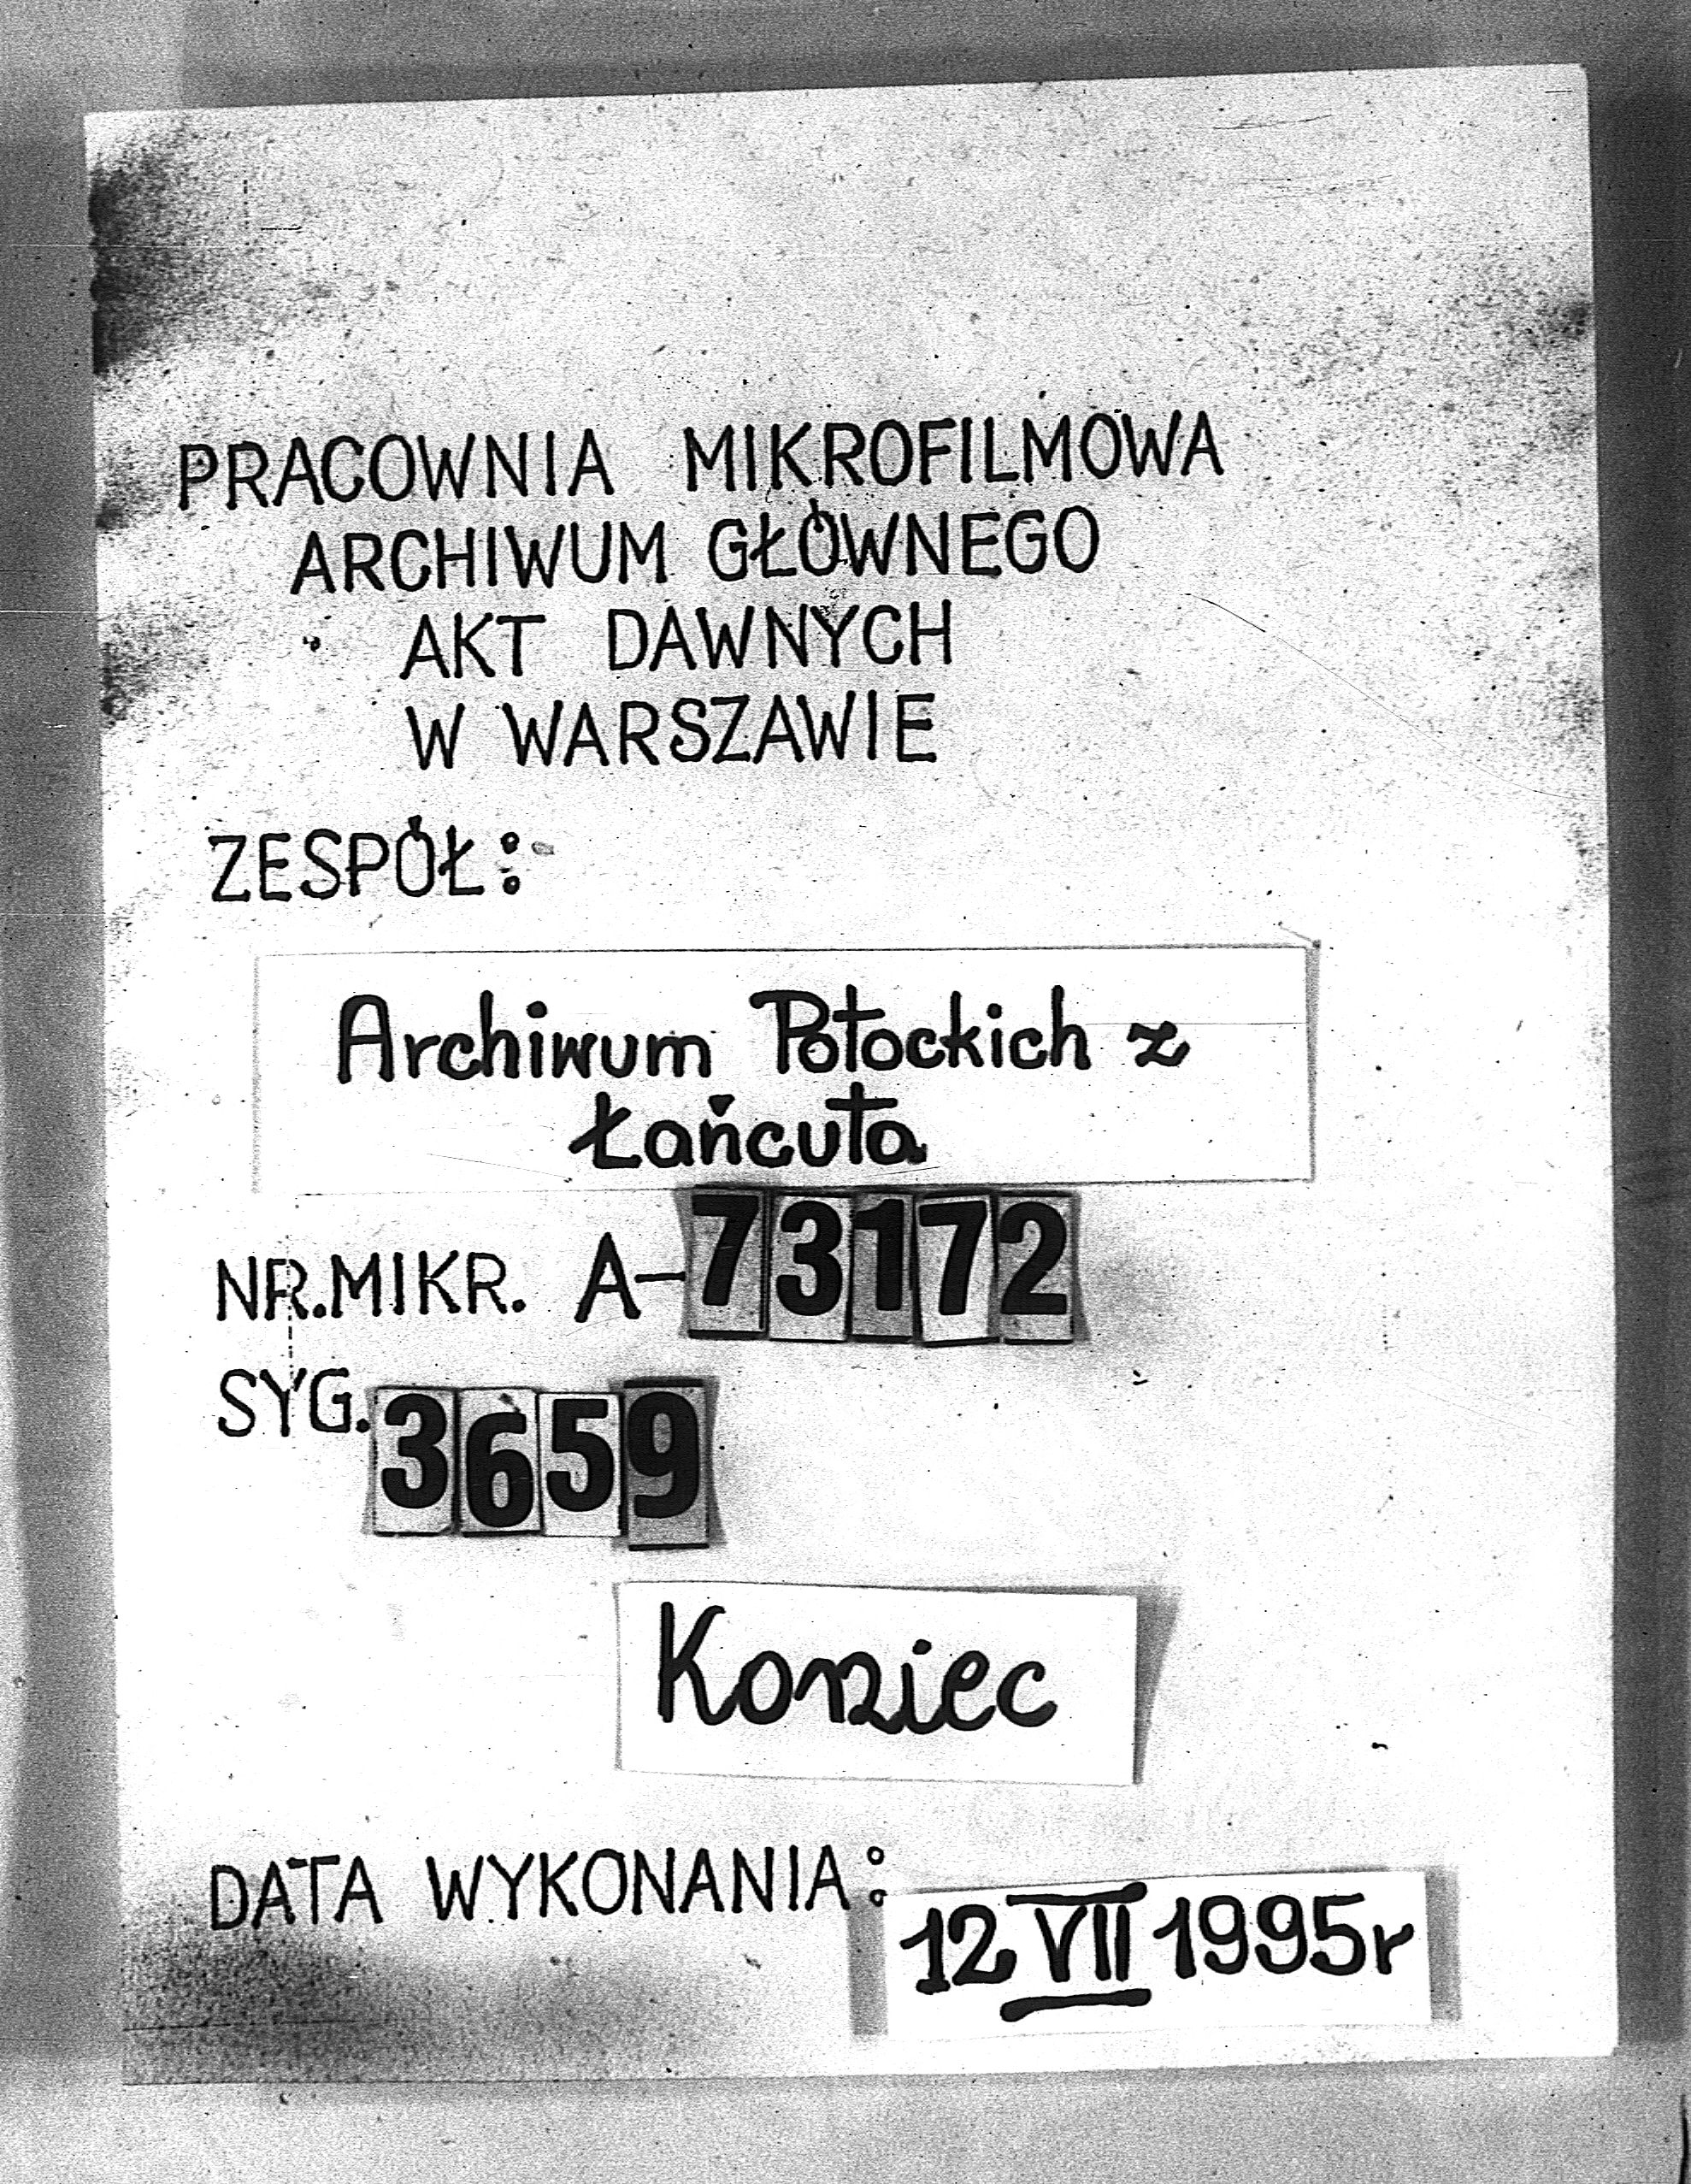 PRACOWNIA MIKROFILMOWA
ARCHIWUM GŁÓWNEGO
AKT DAWNYCH
W WARSZAWIE
ZESPÓŁ:
Archiwum Potockich z
Łańcuta
NR.MIKR. A-73172
SYG. 3659
Koniec
DATA WYKONANIA: 12 VII 1995r